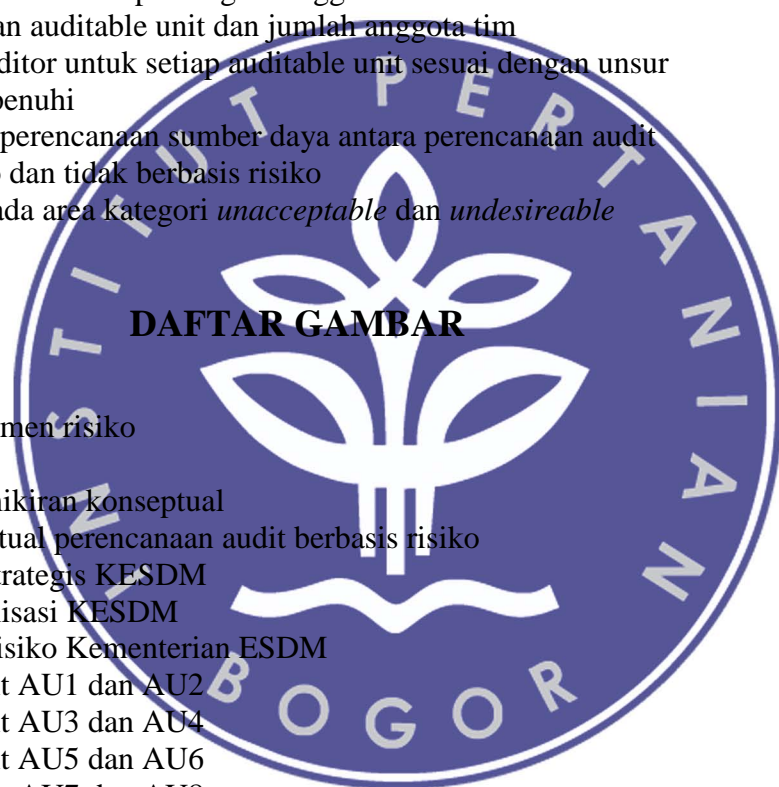 an auditable unit dan jumlah anggota tim
ditor untuk setiap auditable unit sesuai dengan unsur
penuhi
perencanaan sumber daya antara perencanaan audit
dan tidak berbasis risiko
ada area kategori unacceptable dan undesireable
DAFTAR GAMBAR
men risiko
ikiran konseptual
tual perencanaan audit berbasis risiko
trategis KESDM
isasi KESDM
isiko Kementerian ESDM
t AU1 dan AU2
t AU3 dan AU4
t AU5 dan AU6
INSTITUT PERTANIAN
BOGOR